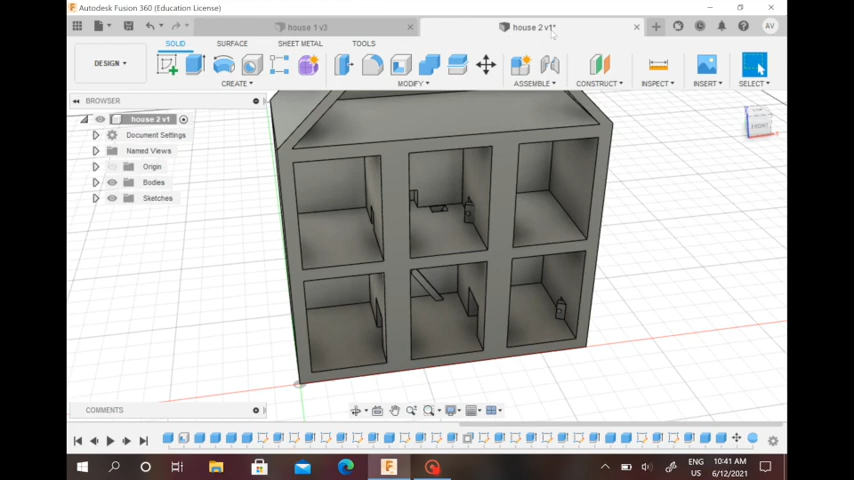 Autodesk Fusion 360 (Education License)
house 1 v3
house 2 v1*
AV
SOLID SURFACE SHEET METAL TOOLS
DESIGN
CREATE MODIFY ASSEMBLE CONSTRUCT INSPECT INSERT SELECT
BROWSER
house 2 v1
Document Settings
Named Views
Origin
Bodies
Sketches
FRONT
COMMENTS
ENG
US
10:41 AM
6/12/2021